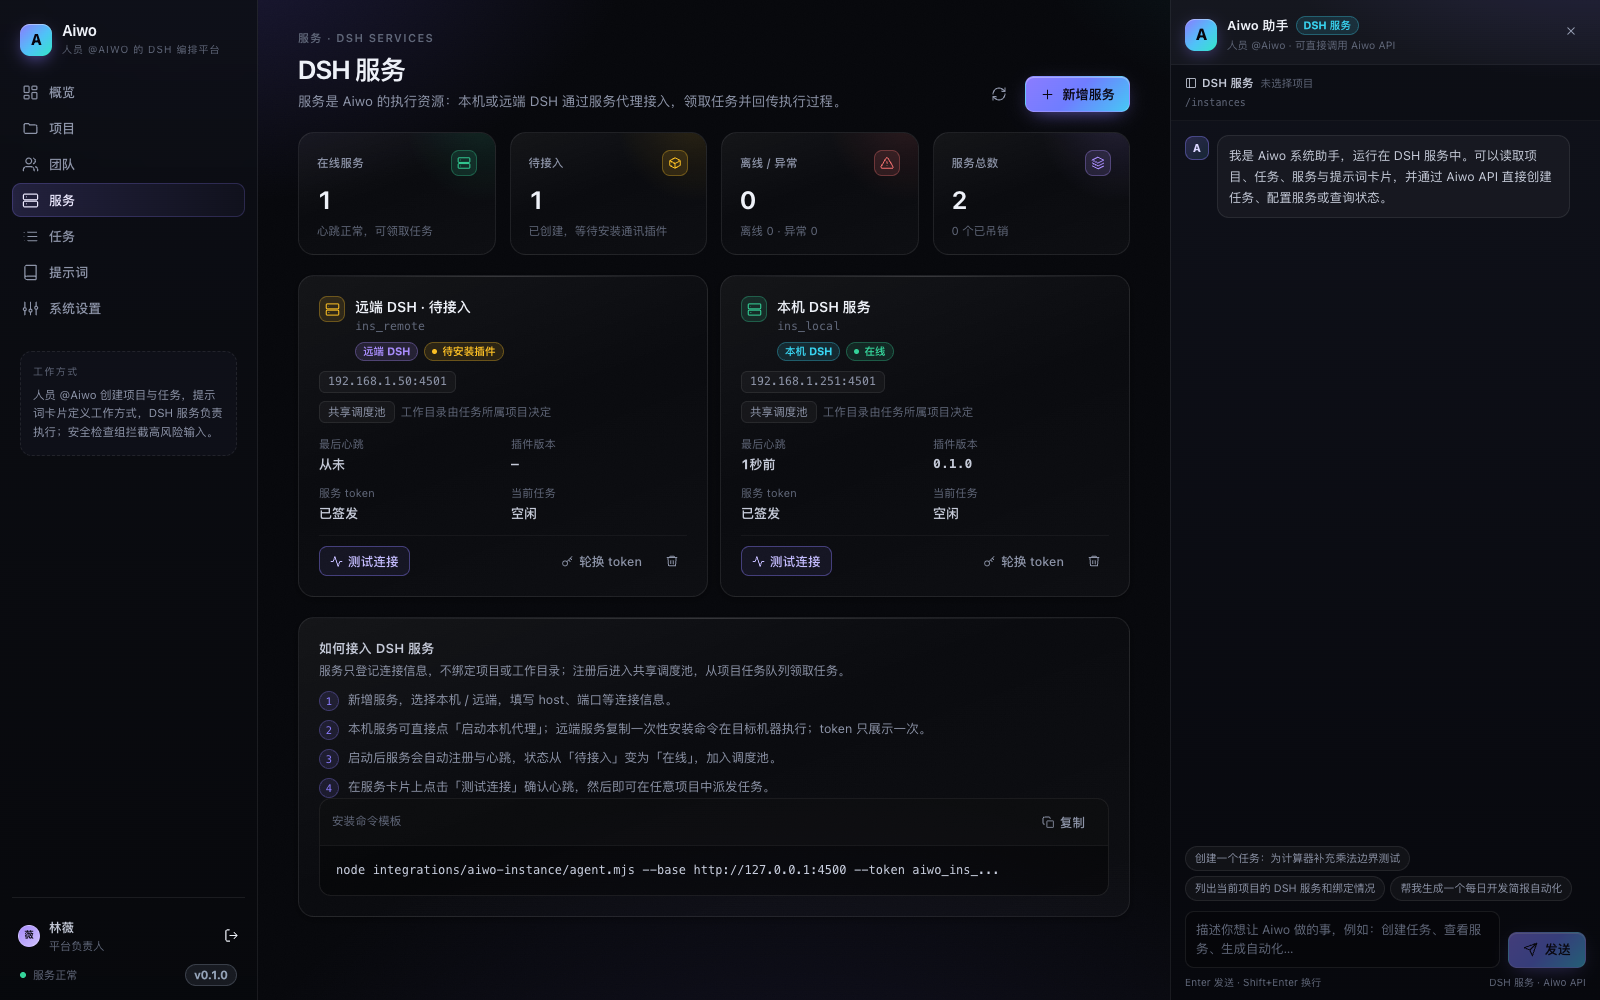 A
Aiwo
人员 @AIWO 的 DSH 编排平台
概览
项目
团队
服务
任务
提示词
系统设置
工作方式
人员 @Aiwo 创建项目与任务，提示
词卡片定义工作方式，DSH 服务负责
执行；安全检查组拦截高风险输入。
薇
林薇
平台负责人
服务正常
v0.1.0
服务 · DSH SERVICES
DSH 服务
服务是 Aiwo 的执行资源：本机或远端 DSH 通过服务代理接入，领取任务并回传执行过程。
新增服务
在线服务
1
心跳正常，可领取任务
待接入
1
已创建，等待安装通讯插件
离线 / 异常
0
离线 0 · 异常 0
服务总数
2
0 个已吊销
远端 DSH · 待接入
ins_remote
远端 DSH
待安装插件
192.168.1.50:4501
共享调度池 工作目录由任务所属项目决定
最后心跳 插件版本
从未 —
服务 token 当前任务
已签发 空闲
测试连接
轮换 token
本机 DSH 服务
ins_local
本机 DSH
在线
192.168.1.251:4501
共享调度池 工作目录由任务所属项目决定
最后心跳 插件版本
1秒前 0.1.0
服务 token 当前任务
已签发 空闲
测试连接
轮换 token
如何接入 DSH 服务
服务只登记连接信息，不绑定项目或工作目录；注册后进入共享调度池，从项目任务队列领取任务。
1 新增服务，选择本机 / 远端，填写 host、端口等连接信息。
2 本机服务可直接点「启动本机代理」；远端服务复制一次性安装命令在目标机器执行；token 只展示一次。
3 启动后服务会自动注册与心跳，状态从「待接入」变为「在线」，加入调度池。
4 在服务卡片上点击「测试连接」确认心跳，然后即可在任意项目中派发任务。
安装命令模板
复制
node integrations/aiwo-instance/agent.mjs --base http://127.0.0.1:4500 --token aiwo_ins_...
A
Aiwo 助手
DSH 服务
人员 @Aiwo · 可直接调用 Aiwo API
DSH 服务 未选择项目
/instances
A
我是 Aiwo 系统助手，运行在 DSH 服务中。可以读取项
目、任务、服务与提示词卡片，并通过 Aiwo API 直接创建
任务、配置服务或查询状态。
创建一个任务：为计算器补充乘法边界测试
列出当前项目的 DSH 服务和绑定情况
帮我生成一个每日开发简报自动化
描述你想让 Aiwo 做的事，例如：创建任务、查看服
务、生成自动化...
发送
Enter 发送 · Shift+Enter 换行
DSH 服务 · Aiwo API